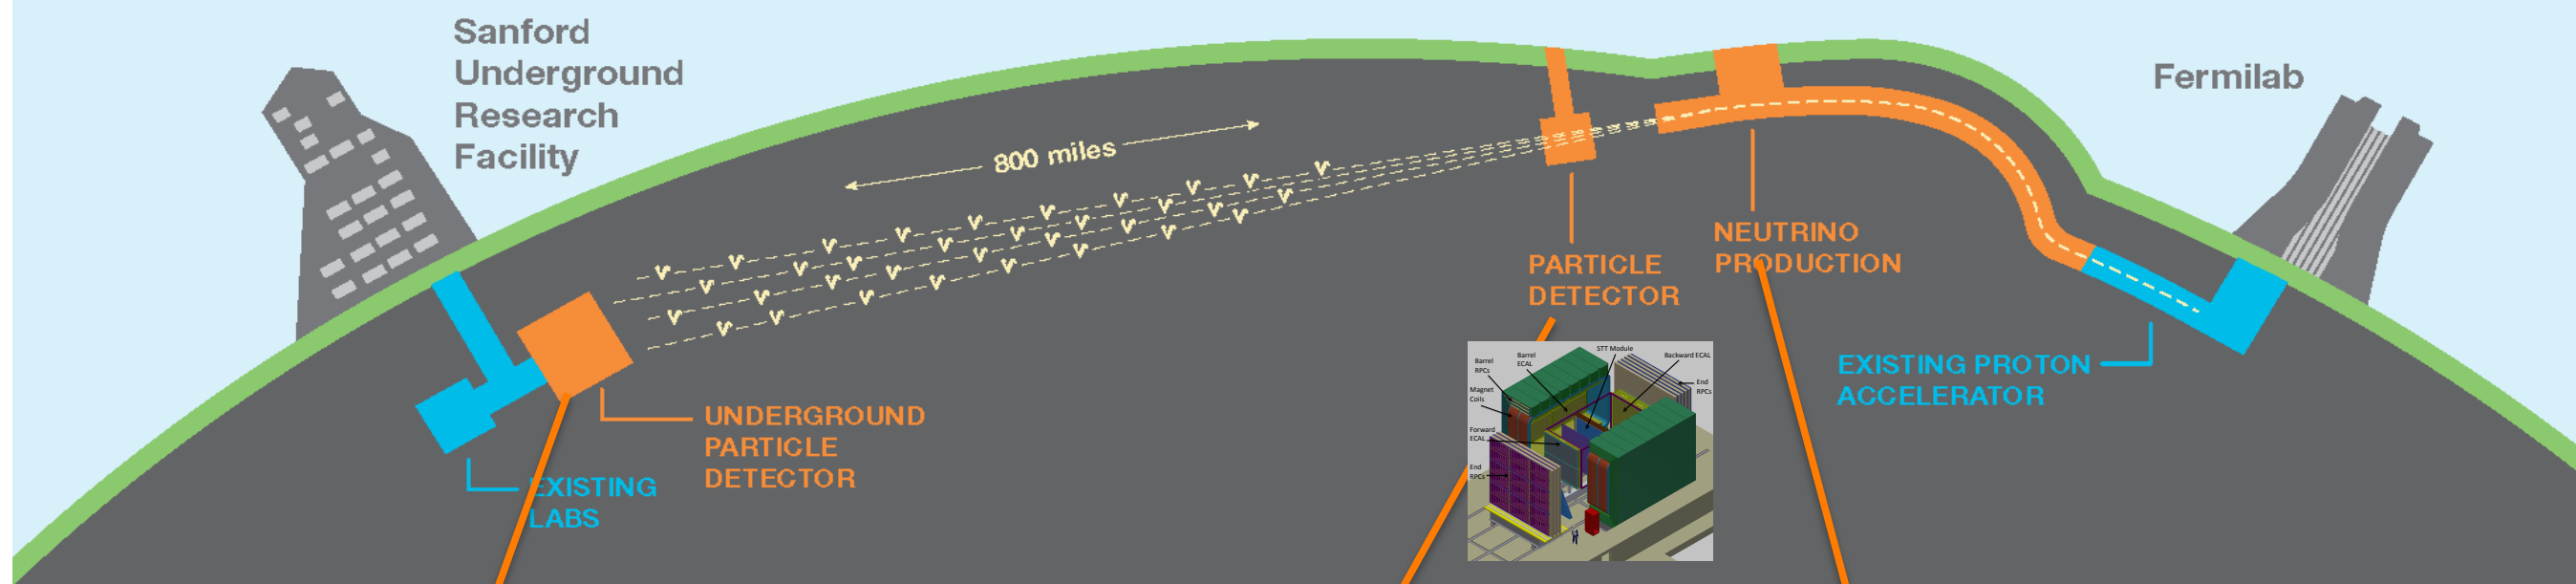 Sanford
Underground
Research
Facility
Fermilab
800 miles
NEUTRINO
PRODUCTION
PARTICLE
DETECTOR
EXISTING PROTON
ACCELERATOR
UNDERGROUND
PARTICLE
DETECTOR
EXISTING
LABS
STT Module
Barrel
RPCs
Barrel
ECAL
Backward ECAL
End
RPCs
Magnet
Coils
Forward
ECAL
End
RPCs